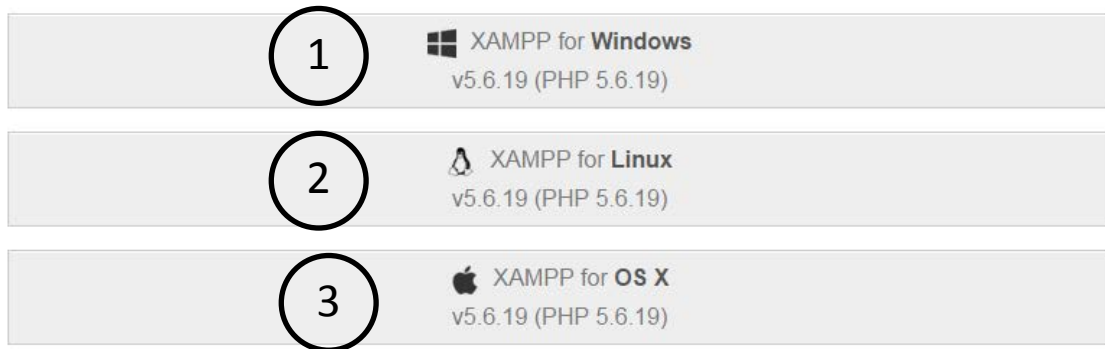 1
XAMPP for Windows
v5.6.19 (PHP 5.6.19)
2
XAMPP for Linux
v5.6.19 (PHP 5.6.19)
3
XAMPP for OS X
v5.6.19 (PHP 5.6.19)